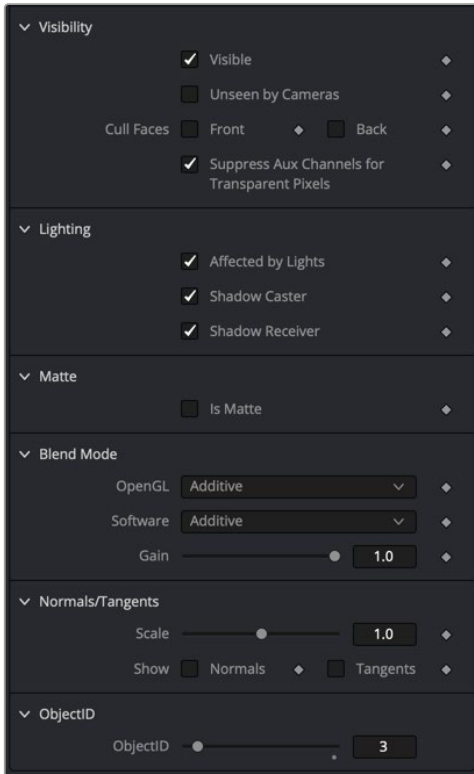 Visibility
Visible
Unseen by Cameras
Cull Faces Front Back
Suppress Aux Channels for
Transparent Pixels
Lighting
Affected by Lights
Shadow Caster
Shadow Receiver
Matte
Is Matte
Blend Mode
OpenGL Additive
Software Additive
Gain 1.0
Normals/Tangents
Scale 1.0
Show Normals Tangents
ObjectID
ObjectID 3